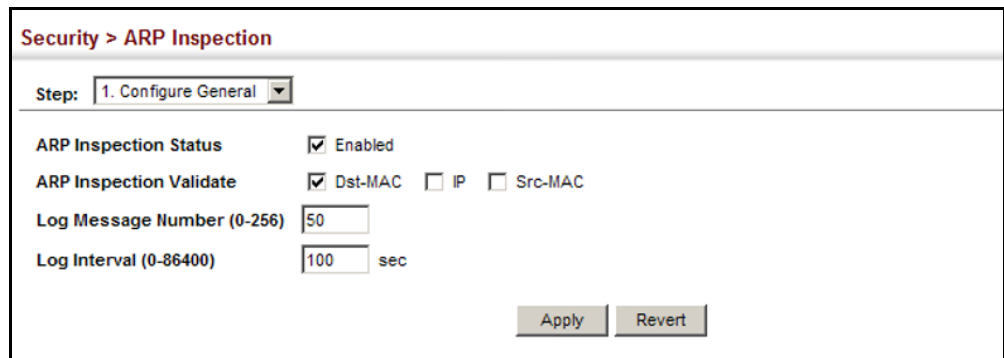 Security > ARP Inspection
Step: 1. Configure General
ARP Inspection Status Enabled
ARP Inspection Validate Dst-MAC IP Src-MAC
Log Message Number (0-256) 50
Log Interval (0-86400) 100 sec
Apply Revert